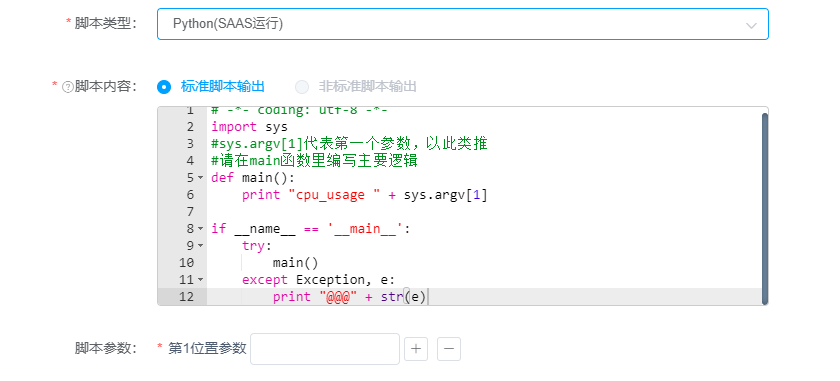 * 脚本类型： Python(SAAS运行)
* ?脚本内容： 标准脚本输出 非标准脚本输出
1 # -*- coding: utf-8 -*-
2 import sys
3 #sys.argv[1]代表第一个参数，以此类推
4 #请在main函数里编写主要逻辑
5 def main():
6     print "cpu_usage " + sys.argv[1]
7
8 if __name__ == '__main__':
9     try:
10         main()
11     except Exception, e:
12         print "@@@" + str(e)
脚本参数： * 第1位置参数 + −